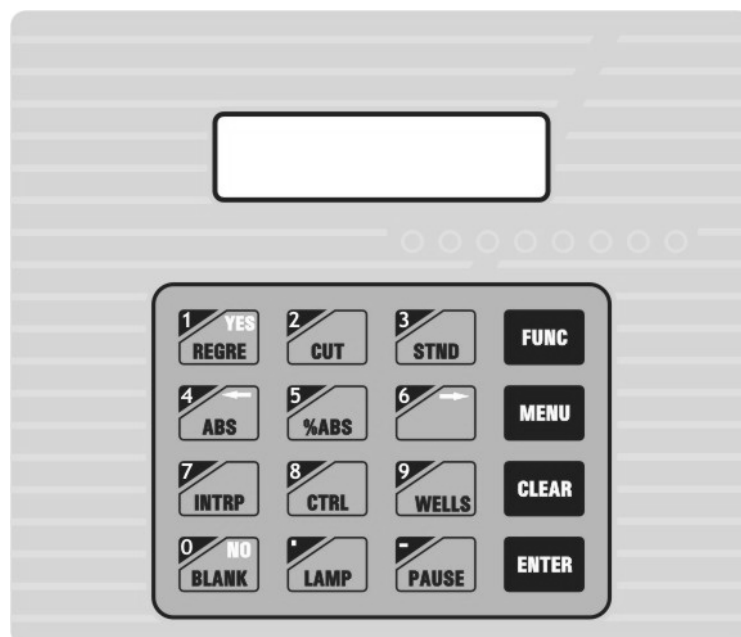 1 YES 2 3 FUNC
REGRE CUT STND
4 ← 5 6 → MENU
ABS %ABS
7 8 9 CLEAR
INTRP CTRL WELLS
0 NO . - ENTER
BLANK LAMP PAUSE